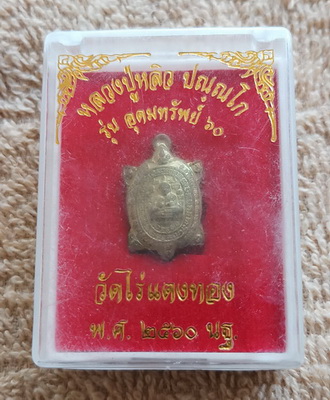 หลวงปู่หลิว ปณฺณโก
รุ่น อุดมทรัพย์ ๖๐
วัดไร่แตงทอง
พ.ศ. ๒๕๖๐ นฐ.